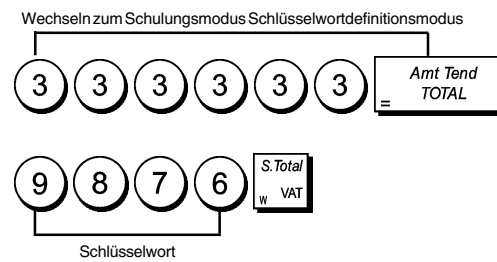 Wechseln zum Schulungsmodus Schlüsselwortdefinitionsmodus
3 3 3 3 3 3 Amt Tend
= TOTAL
9 8 7 6 S.Total
W VAT
Schlüsselwort